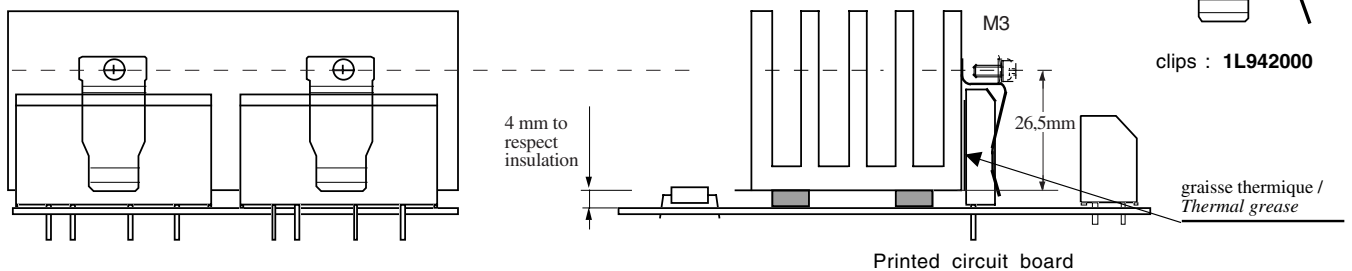 M3
clips : 1L942000
4 mm to
respect
insulation
26,5mm
graisse thermique /
Thermal grease
Printed circuit board